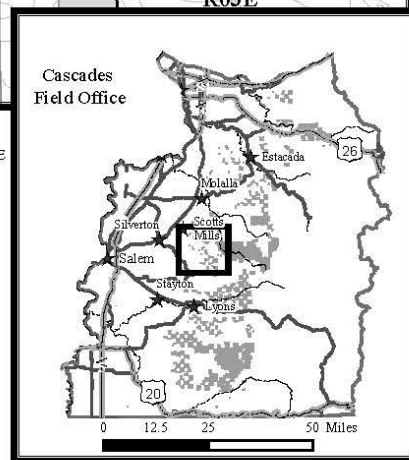 R03E
E
Cascades
Field Office
26
Estacada
Molalla
Silverton
Scotts
Mills
Salem
Stayton
Lyons
20
0 12.5 25 50 Miles